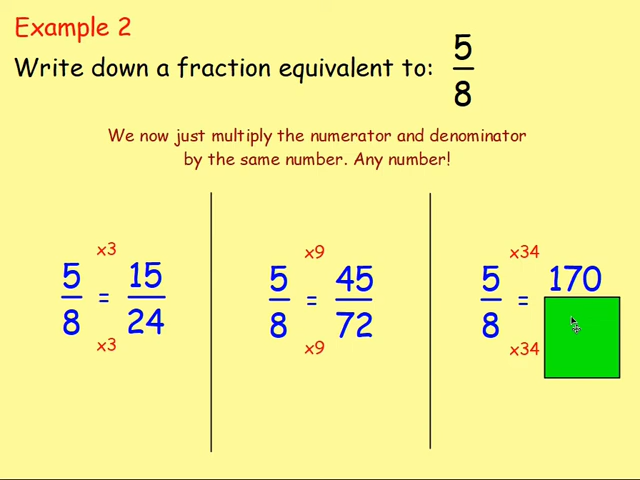 Example 2
Write down a fraction equivalent to: 5/8
We now just multiply the numerator and denominator
by the same number. Any number!
x3
5/8 = 15/24
x3
x9
5/8 = 45/72
x9
x34
5/8 = 170
x34